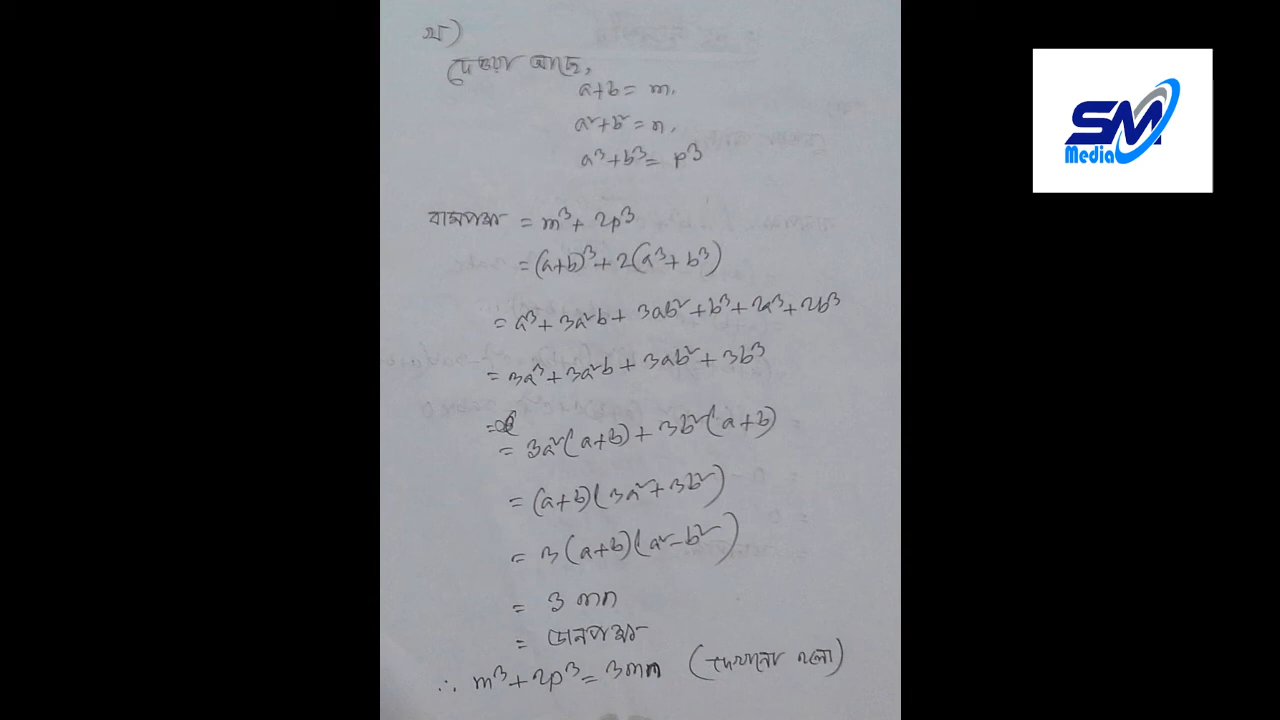 খ)
দেওয়া আছে,
a+b = m,
a²+b² = n,
a³+b³ = p³
SM
Media
বামপক্ষ = m³ + 2p³
= (a+b)³ + 2(a³ + b³)
= a³ + 3a²b + 3ab² + b³ + 2a³ + 2b³
= 3a³ + 3a²b + 3ab² + 3b³
=
= 3a²(a+b) + 3b²(a+b)
= (a+b)(3a² + 3b²)
= 3(a+b)(a² – b²)
= 3 mn
= ডানপক্ষ
∴ m³ + 2p³ = 3mn (দেখানো হলো)